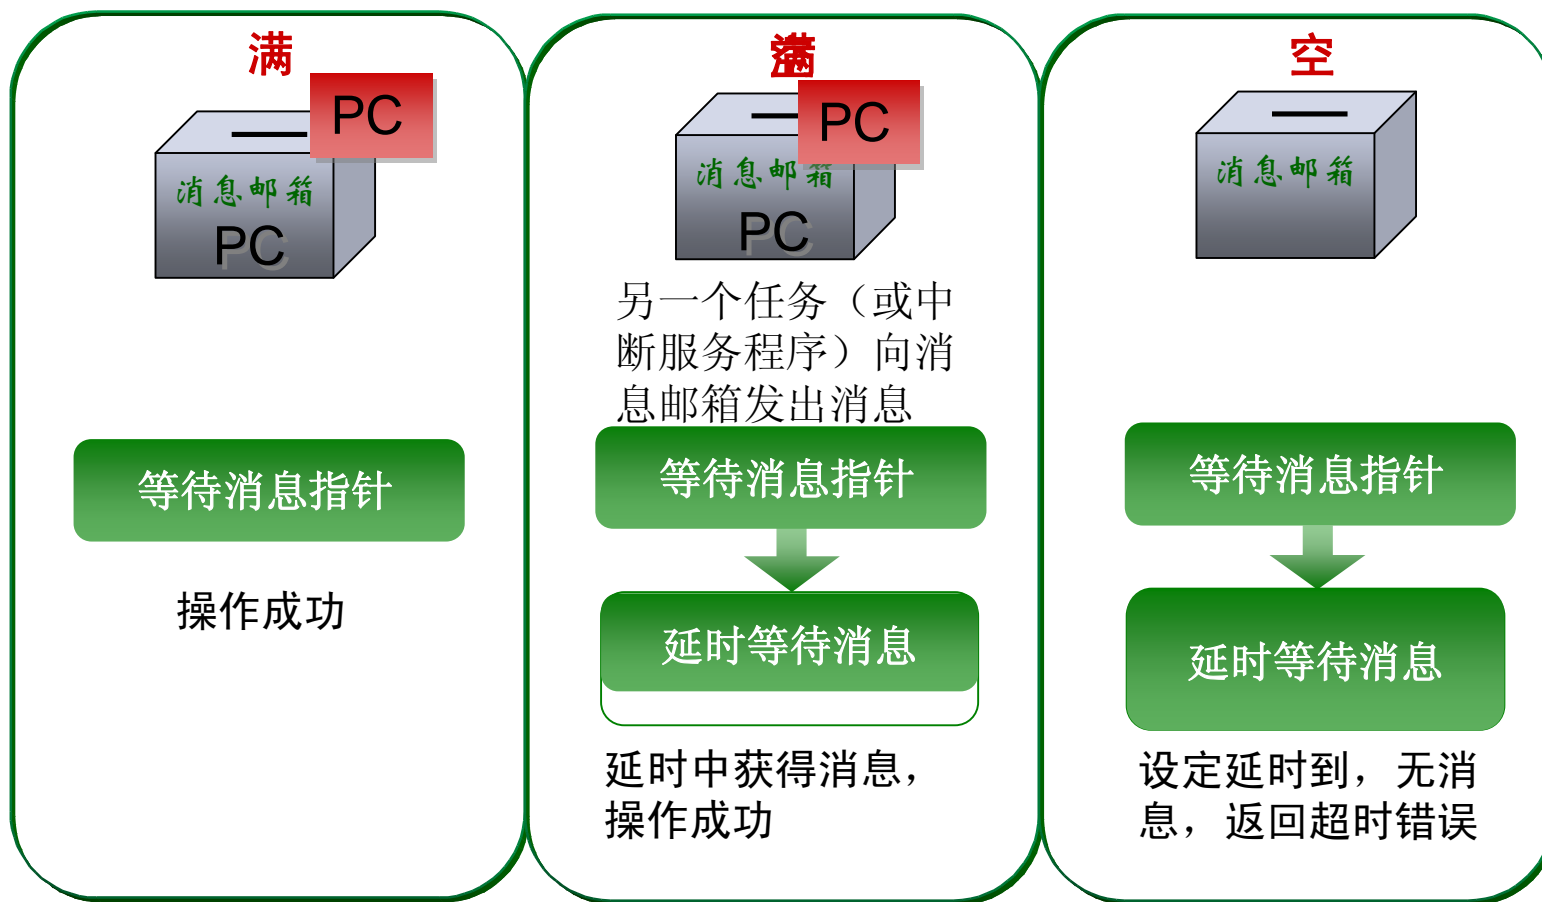 满
PC
消息邮箱
PC
等待消息指针
操作成功
PC
消息邮箱
PC
另一个任务（或中
断服务程序）向消
息邮箱发出消息
等待消息指针
延时等待消息
延时中获得消息，
操作成功
空
消息邮箱
等待消息指针
延时等待消息
设定延时到，无消
息，返回超时错误